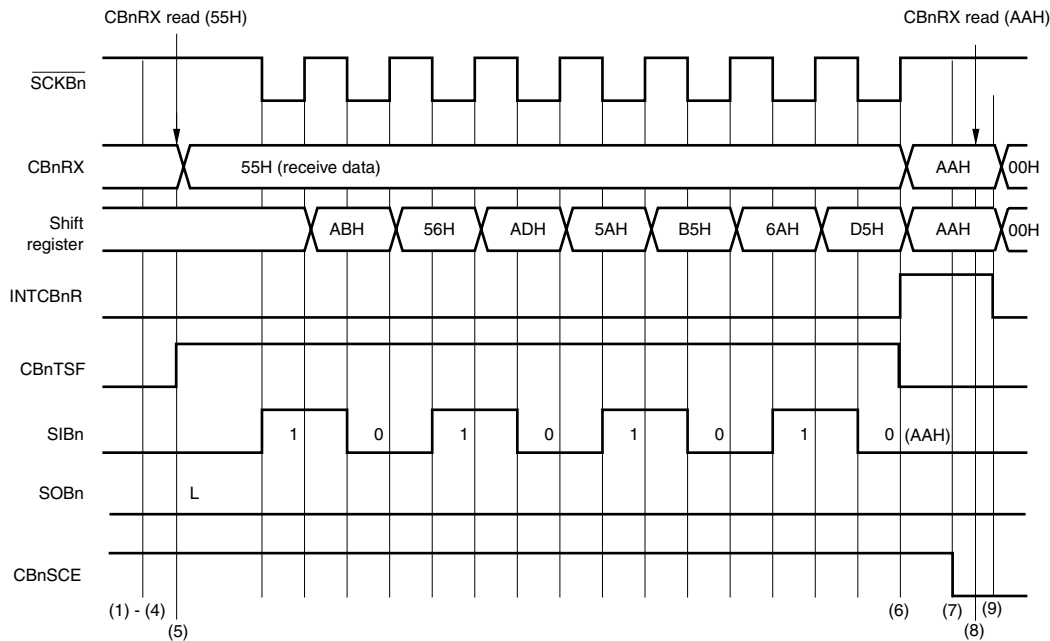 CBnRX read (55H)
CBnRX read (AAH)
SCKBn
CBnRX
55H (receive data)
AAH
00H
Shift
register
ABH
56H
ADH
5AH
B5H
6AH
D5H
AAH
00H
INTCBnR
CBnTSF
SIBn
1
0
1
0
1
0
1
0
(AAH)
SOBn
L
CBnSCE
(1) - (4)
(5)
(6)
(7)
(8)
(9)